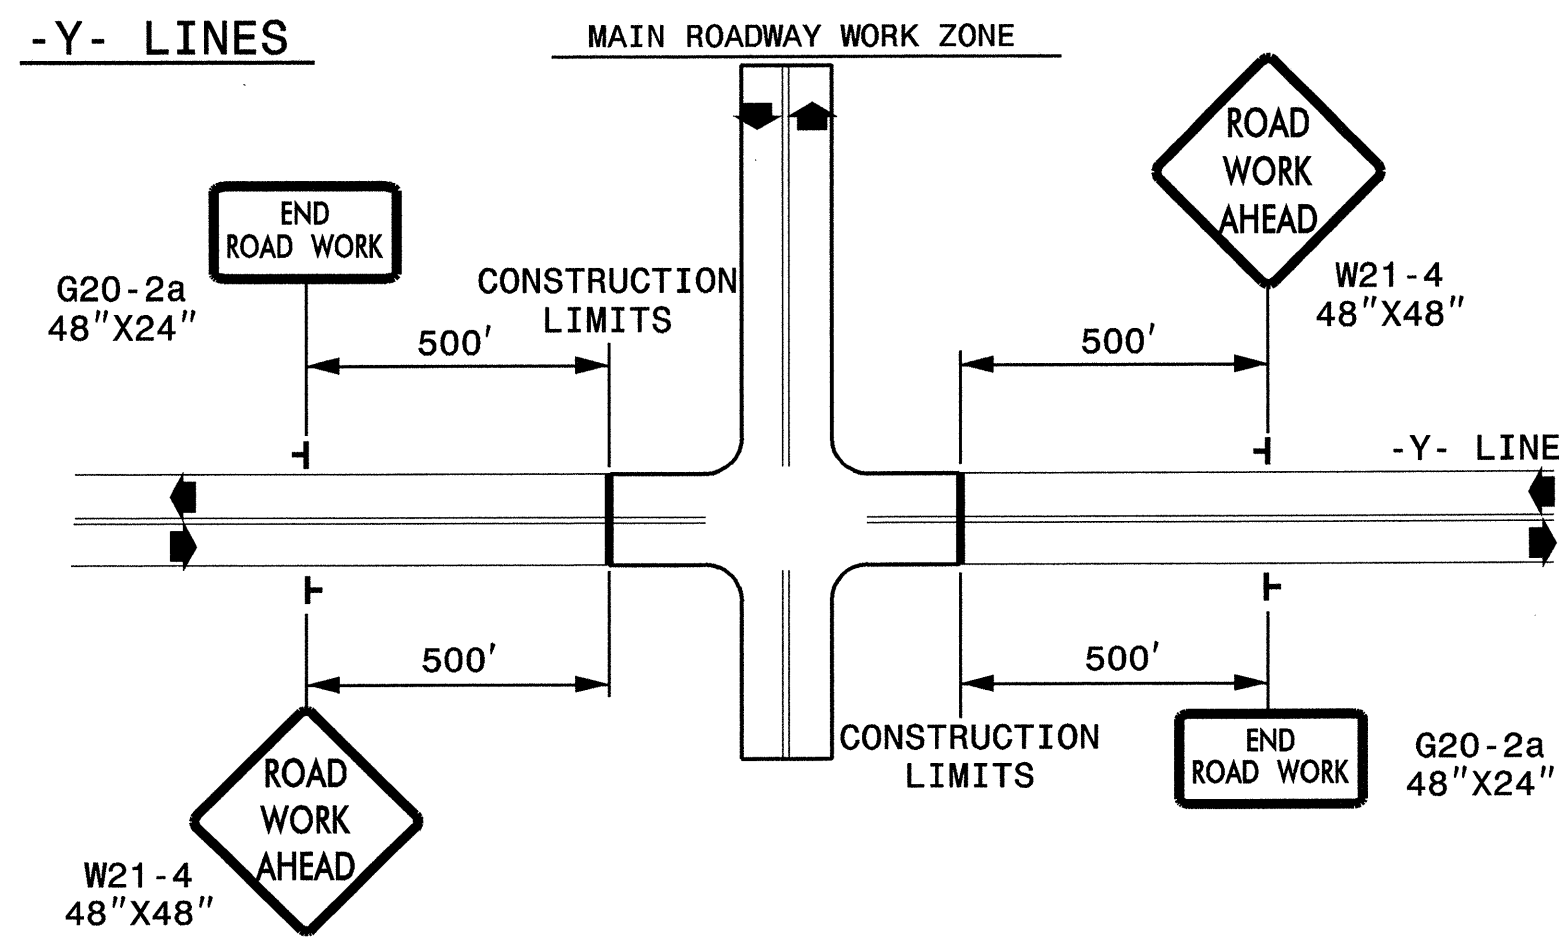 -Y- LINES
MAIN ROADWAY WORK ZONE
ROAD
WORK
AHEAD
W21-4
48"X48"
END
ROAD WORK
G20-2a
48"X24"
CONSTRUCTION
LIMITS
500'
500'
-Y- LINE
500'
500'
CONSTRUCTION
LIMITS
END
ROAD WORK
G20-2a
48"X24"
ROAD
WORK
AHEAD
W21-4
48"X48"